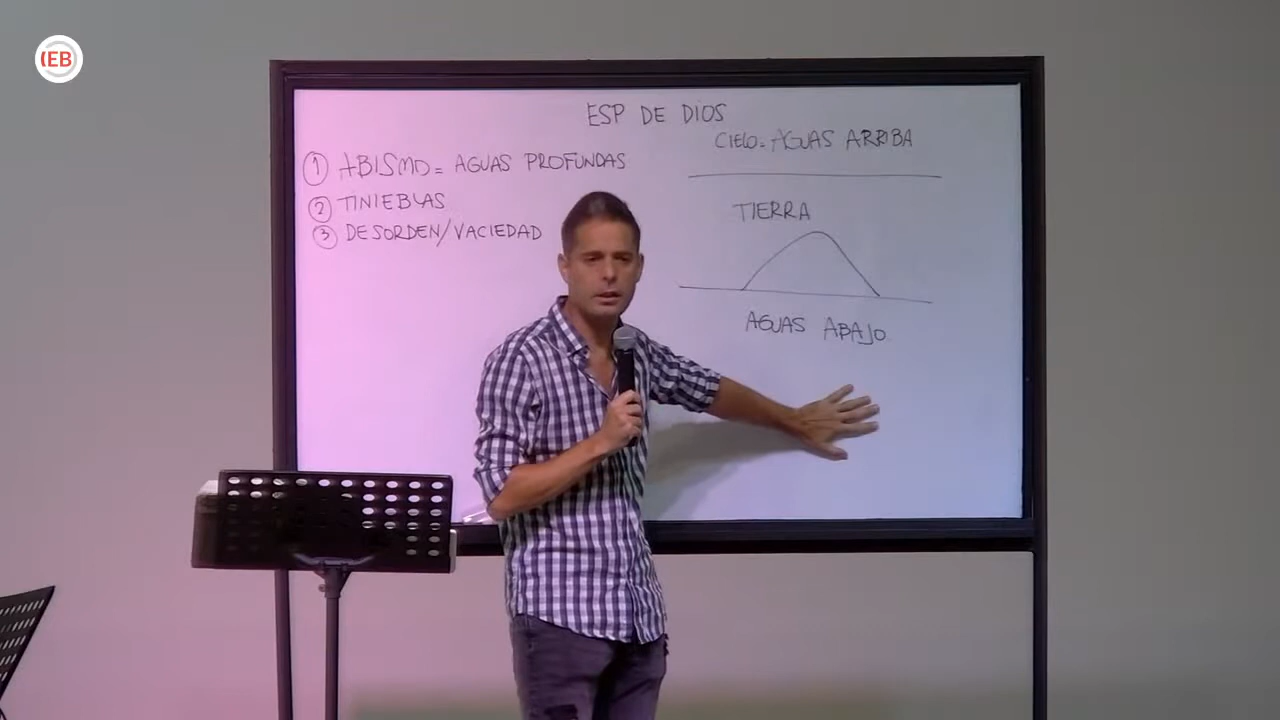 IEB
ESP DE DIOS
① ABISMO = AGUAS PROFUNDAS
② TINIEBLAS
③ DESORDEN/VACIEDAD
CIELO = AGUAS ARRIBA
TIERRA
AGUAS ABAJO